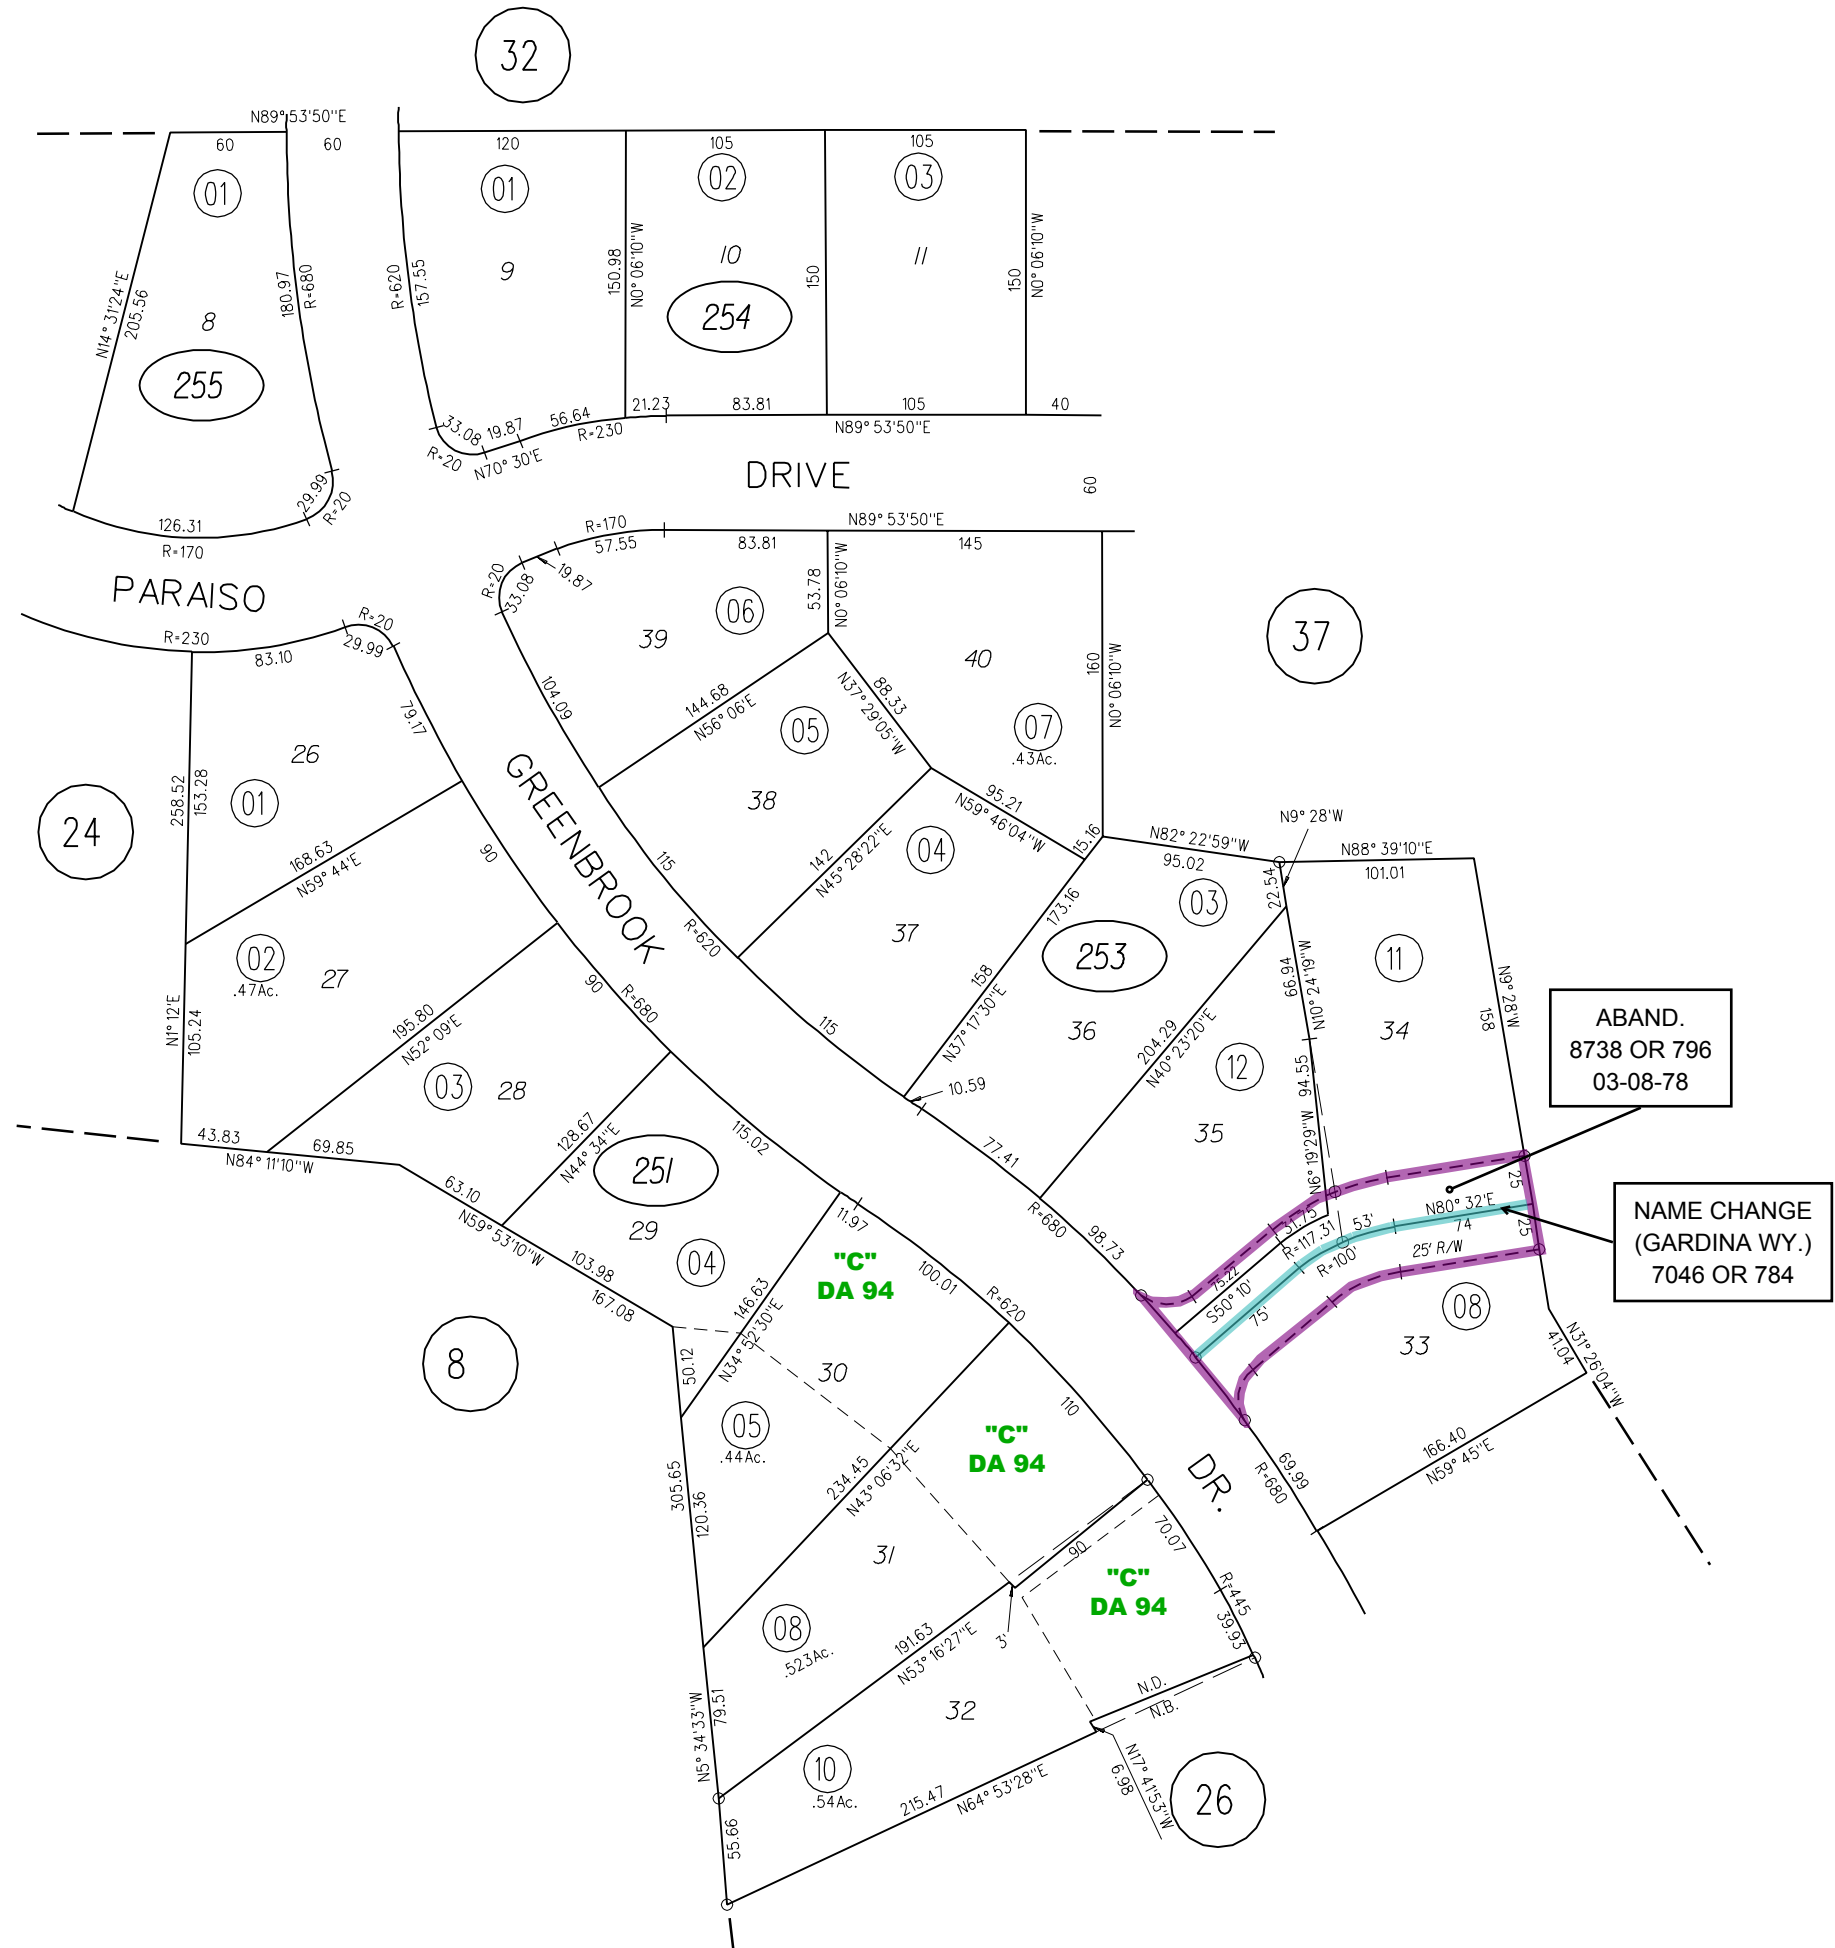 32
N89° 53'50"E
60
60
120
105
105
01
01
02
03
N14° 31'24"E
205.56
8
255
180.97
R=680
R=620
157.55
9
150.98
N0° 06'10"W
10
254
150
11
150
N0° 06'10"W
33.08
R=20
19.87
N70° 30'E
56.64
R=230
21.23
83.81
105
40
N89° 53'50"E
29.99
R=20
126.31
R=170
DRIVE
60
PARAISO
R=230
83.10
R=20
29.99
R=20
33.08
19.87
R=170
57.55
83.81
N89° 53'50"E
145
53.78
N0° 06'10"W
06
39
40
160
N0° 06'10"W
37
104.09
144.68
N56° 06'E
88.33
N37° 29'05"W
05
38
07
.43Ac.
79.17
26
01
258.52
153.28
24
168.63
N59° 44'E
90
GREENBROOK
115
R=620
142
N45° 28'22"E
95.21
N59° 46'04"W
04
37
15.16
173.16
158
N37° 17'30"E
N82° 22'59"W
95.02
N9° 28'W
22.54
N88° 39'10"E
101.01
03
253
36
11
34
66.94
N10° 24'19"W
N9° 28'W
158
02
.47Ac.
27
N1° 12'E
105.24
195.80
N52° 09'E
90
R=680
115
10.59
204.29
N40° 23'20"E
12
35
94.55
N6° 19'29"W
ABAND.
8738 OR 796
03-08-78
03
28
43.83
N84° 11'10"W
69.85
128.67
N44° 34'E
115.02
251
77.41
R=680
98.73
63.10
N59° 53'10"W
29
04
103.98
167.08
11.97
"C"
DA 94
100.01
R=620
25
25
N80° 32'E
74
31.75
R=117.31
53'
R=100'
25' R/W
75.22
S50° 10'
75'
NAME CHANGE
(GARDINA WY.)
7046 OR 784
08
33
41.04
N31° 26'04"W
8
50.12
146.63
N34° 52'30"E
30
05
.44Ac.
"C"
DA 94
110
DR.
69.99
R=680
166.40
N59° 45'E
305.65
120.36
234.45
N43° 06'32"E
31
90
3'
70.07
"C"
DA 94
R=445
39.93
08
.523Ac.
191.63
N53° 16'27"E
N5° 34'33"W
79.51
32
N.D.
N.B.
10
.54Ac.
215.47
N64° 53'28"E
N17° 41'53"W
6.98
26
55.66